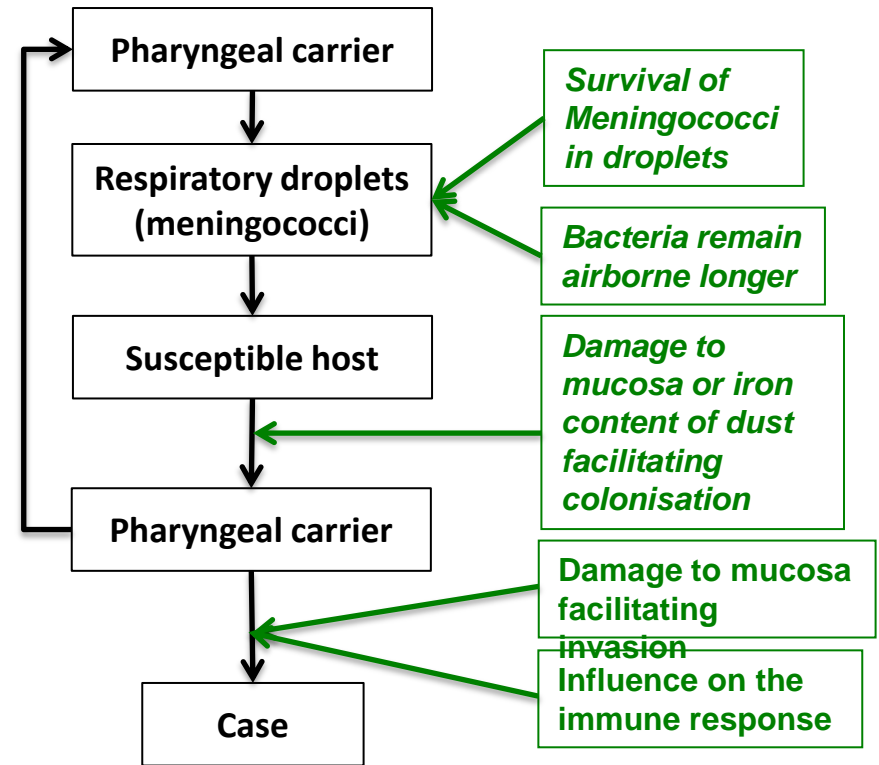 Pharyngeal carrier
Respiratory droplets
(meningococci)
Susceptible host
Pharyngeal carrier
Case
Survival of
Meningococci
in droplets
Bacteria remain
airborne longer
Damage to
mucosa or iron
content of dust
facilitating
colonisation
Damage to mucosa
facilitating
invasion
Influence on the
immune response